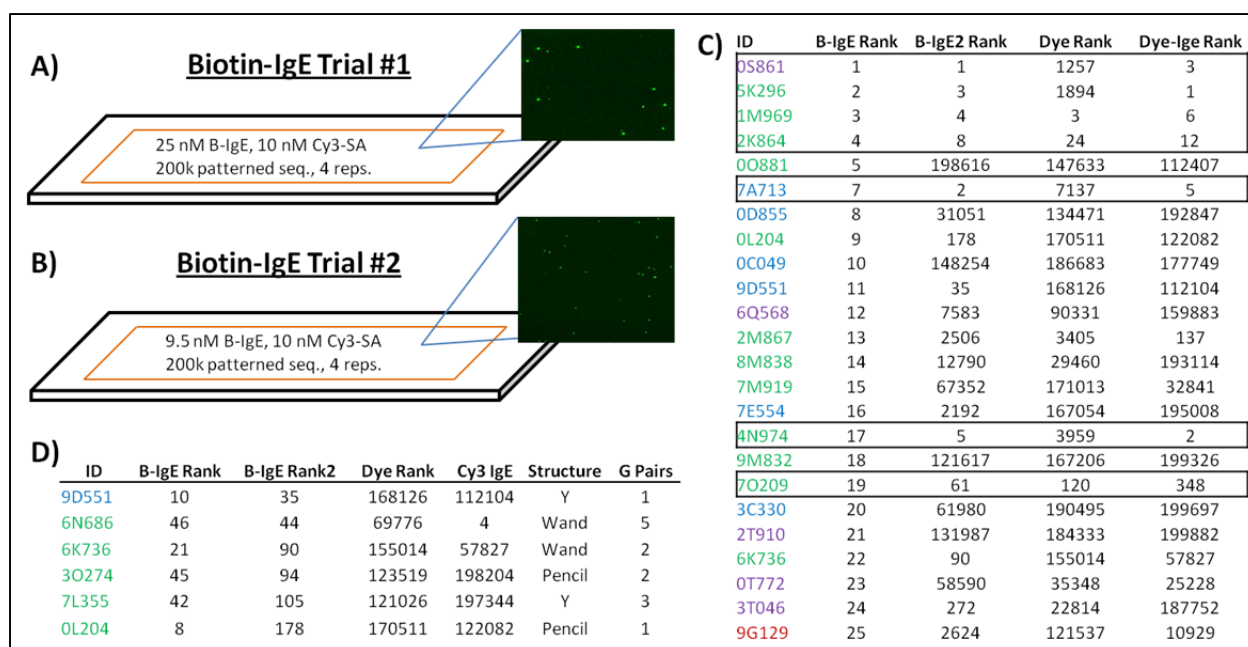 A)
Biotin-IgE Trial #1
25 nM B-IgE, 10 nM Cy3-SA
200k patterned seq., 4 reps.
B)
Biotin-IgE Trial #2
9.5 nM B-IgE, 10 nM Cy3-SA
200k patterned seq., 4 reps.
C)
ID B-IgE Rank B-IgE2 Rank Dye Rank Dye-Ige Rank
0S861 1 1 1257 3
5K296 2 3 1894 1
1M969 3 4 3 6
2K864 4 8 24 12
0O881 5 198616 147633 112407
7A713 7 2 7137 5
0D855 8 31051 134471 192847
0L204 9 178 170511 122082
0C049 10 148254 186683 177749
9D551 11 35 168126 112104
6Q568 12 7583 90331 159883
2M867 13 2506 3405 137
8M838 14 12790 29460 193114
7M919 15 67352 171013 32841
7E554 16 2192 167054 195008
4N974 17 5 3959 2
9M832 18 121617 167206 199326
7O209 19 61 120 348
3C330 20 61980 190495 199697
2T910 21 131987 184333 199882
6K736 22 90 155014 57827
0T772 23 58590 35348 25228
3T046 24 272 22814 187752
9G129 25 2624 121537 10929
D)
ID B-IgE Rank B-IgE Rank2 Dye Rank Cy3 IgE Structure G Pairs
9D551 10 35 168126 112104 Y 1
6N686 46 44 69776 4 Wand 5
6K736 21 90 155014 57827 Wand 2
3O274 45 94 123519 198204 Pencil 2
7L355 42 105 121026 197344 Y 3
0L204 8 178 170511 122082 Pencil 1